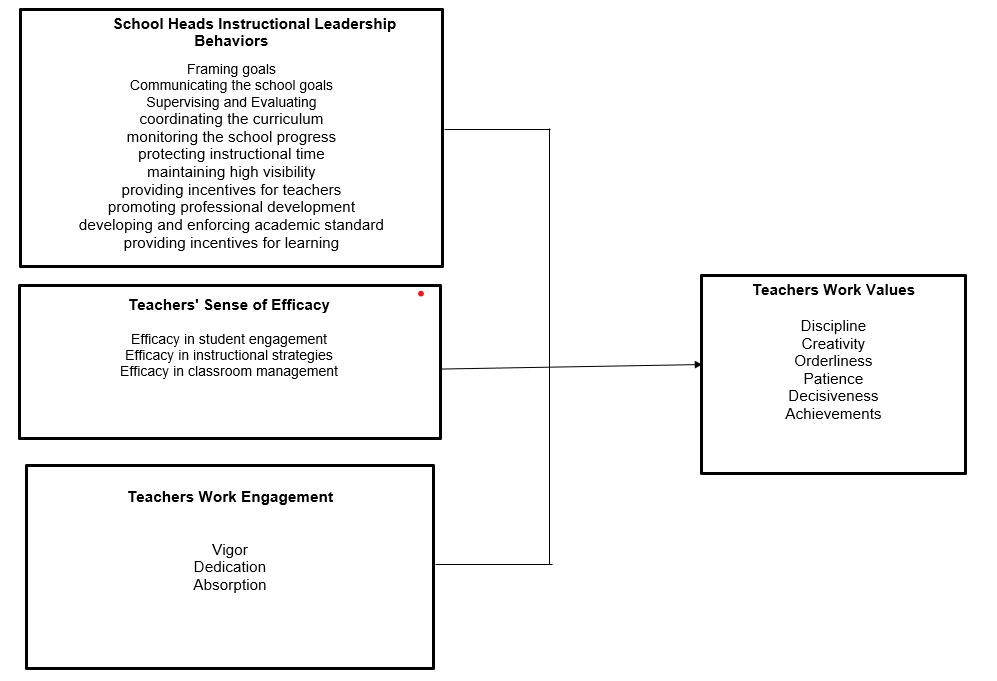 School Heads Instructional Leadership
Behaviors
Framing goals
Communicating the school goals
Supervising and Evaluating
coordinating the curriculum
monitoring the school progress
protecting instructional time
maintaining high visibility
providing incentives for teachers
promoting professional development
developing and enforcing academic standard
providing incentives for learning
Teachers' Sense of Efficacy
Efficacy in student engagement
Efficacy in instructional strategies
Efficacy in classroom management
Teachers Work Engagement
Vigor
Dedication
Absorption
Teachers Work Values
Discipline
Creativity
Orderliness
Patience
Decisiveness
Achievements